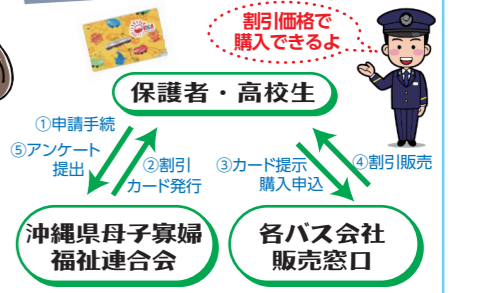 割引価格で
購入できるよ
保護者・高校生
①申請手続
⑤アンケート
提出
②割引
カード発行
③カード提示
購入申込
④割引販売
沖縄県母子寡婦
福祉連合会
各バス会社
販売窓口